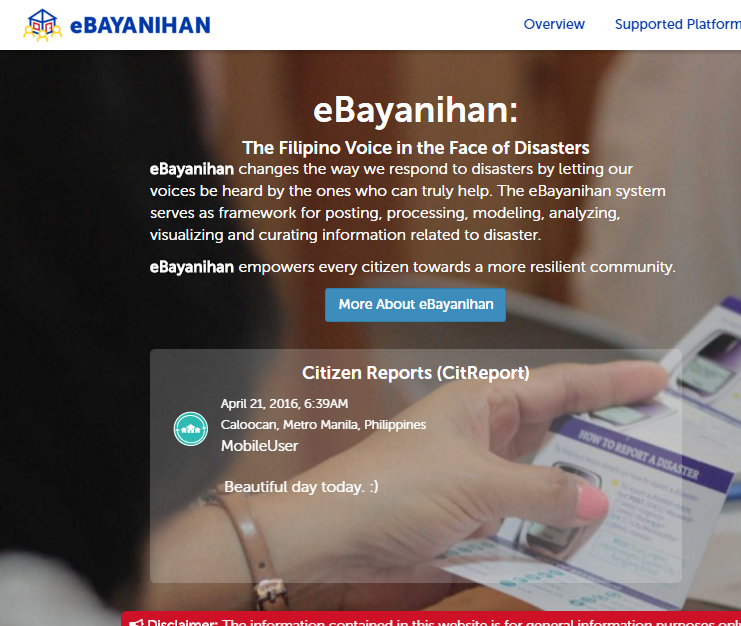 eBAYANIHAN
Overview Supported Platform
eBayanihan:
The Filipino Voice in the Face of Disasters
eBayanihan changes the way we respond to disasters by letting our
voices be heard by the ones who can truly help. The eBayanihan system
serves as framework for posting, processing, modeling, analyzing,
visualizing and curating information related to disaster.
eBayanihan empowers every citizen towards a more resilient community.
More About eBayanihan
Citizen Reports (CitReport)
April 21, 2016, 6:39AM
Caloocan, Metro Manila, Philippines
MobileUser
Beautiful day today. :)
HOW TO REPORT A DISASTER
Disclaimer: The information contained in this website is for general information purposes only